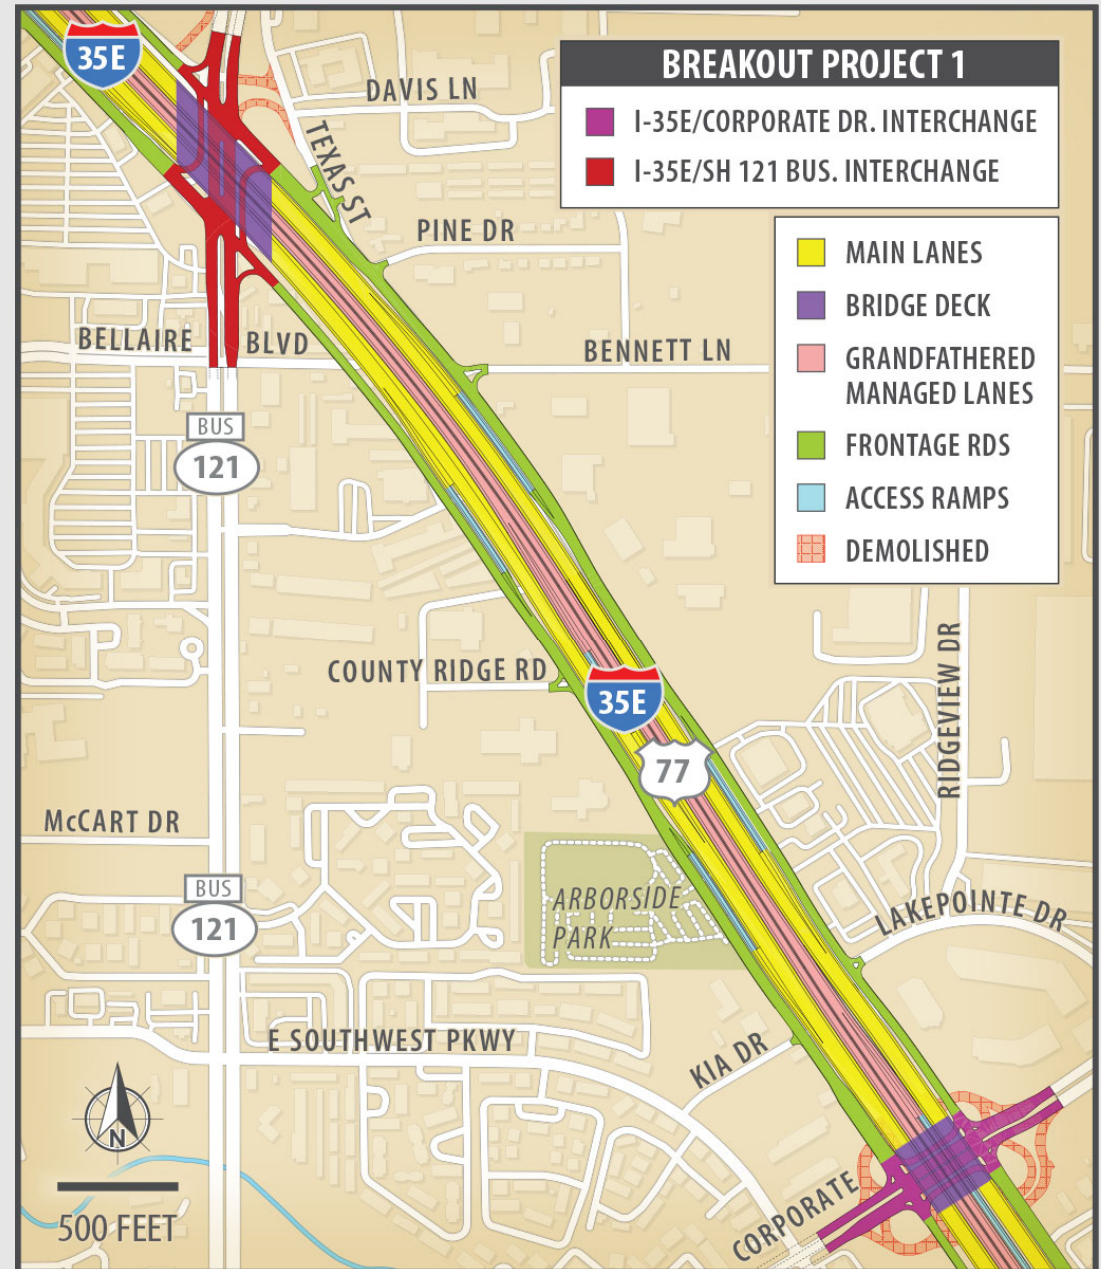 35E
BREAKOUT PROJECT 1
I-35E/CORPORATE DR. INTERCHANGE
I-35E/SH 121 BUS. INTERCHANGE
DAVIS LN
TEXAS ST
PINE DR
MAIN LANES
BRIDGE DECK
GRANDFATHERED
MANAGED LANES
FRONTAGE RDS
ACCESS RAMPS
DEMOLISHED
BELLAIRE BLVD
BENNETT LN
BUS
121
COUNTY RIDGE RD
35E
77
RIDGEVIEW DR
McCART DR
BUS
121
ARBORSIDE
PARK
LAKEPOINTE DR
E SOUTHWEST PKWY
KIA DR
N
500 FEET
CORPORATE